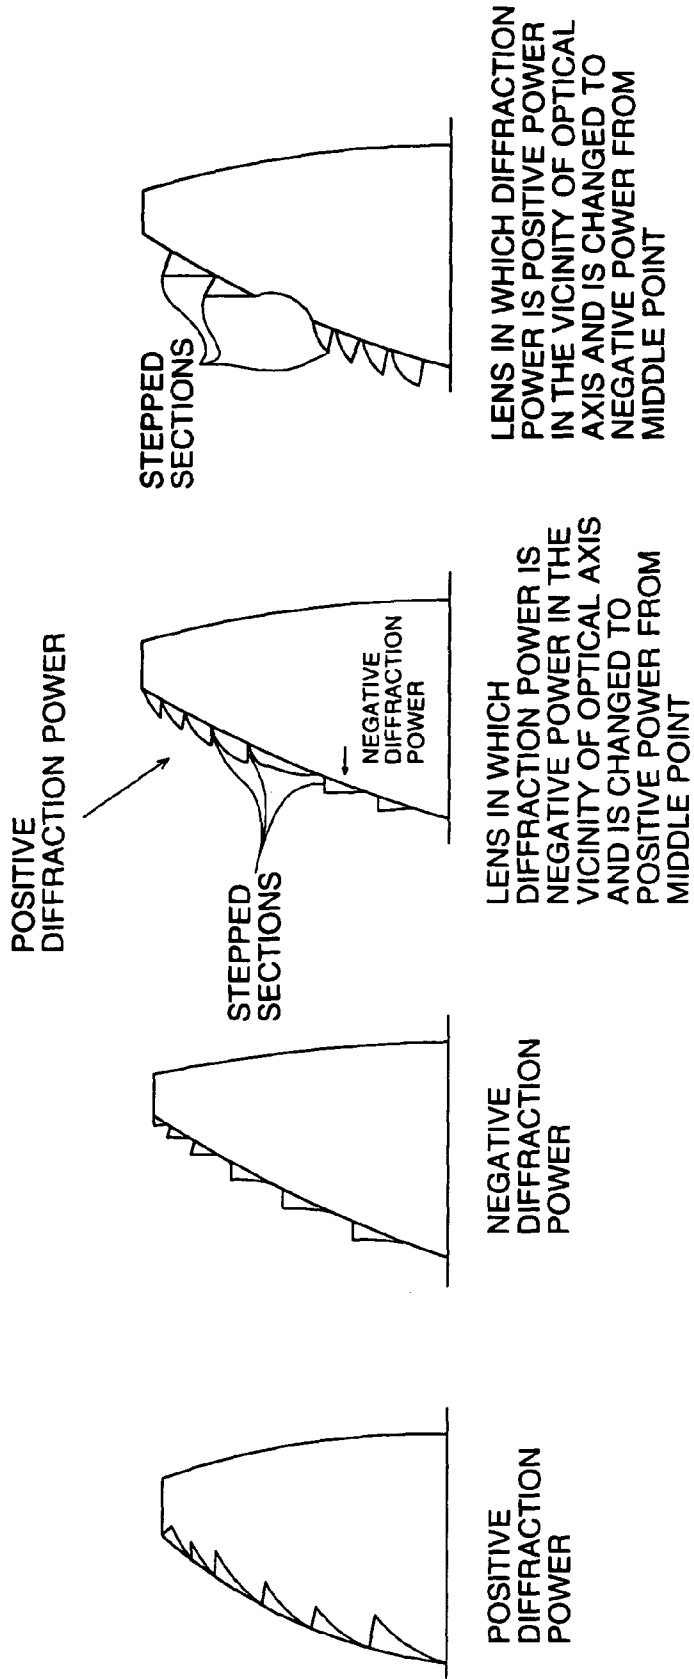 POSITIVE
DIFFRACTION
POWER
NEGATIVE
DIFFRACTION
POWER
POSITIVE
DIFFRACTION POWER
STEPPED
SECTIONS
NEGATIVE
DIFFRACTION
POWER
LENS IN WHICH
DIFFRACTION POWER IS
NEGATIVE POWER IN THE
VICINITY OF OPTICAL AXIS
AND IS CHANGED TO
POSITIVE POWER FROM
MIDDLE POINT
STEPPED
SECTIONS
LENS IN WHICH DIFFRACTION
POWER IS POSITIVE POWER
IN THE VICINITY OF OPTICAL
AXIS AND IS CHANGED TO
NEGATIVE POWER FROM
MIDDLE POINT